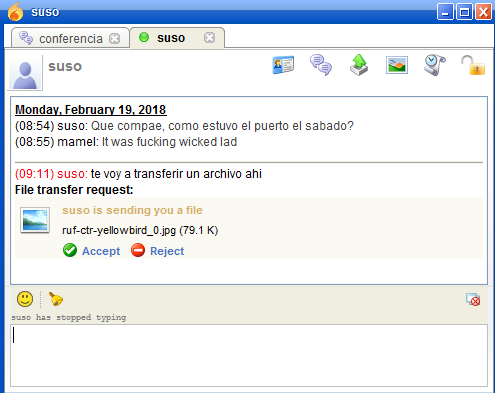 suso
conferencia
suso
suso
Monday, February 19, 2018
(08:54) suso: Que compae, como estuvo el puerto el sabado?
(08:55) mamel: It was fucking wicked lad
(09:11) suso: te voy a transferir un archivo ahi
File transfer request:
suso is sending you a file
ruf-ctr-yellowbird_0.jpg (79.1 K)
Accept Reject
suso has stopped typing